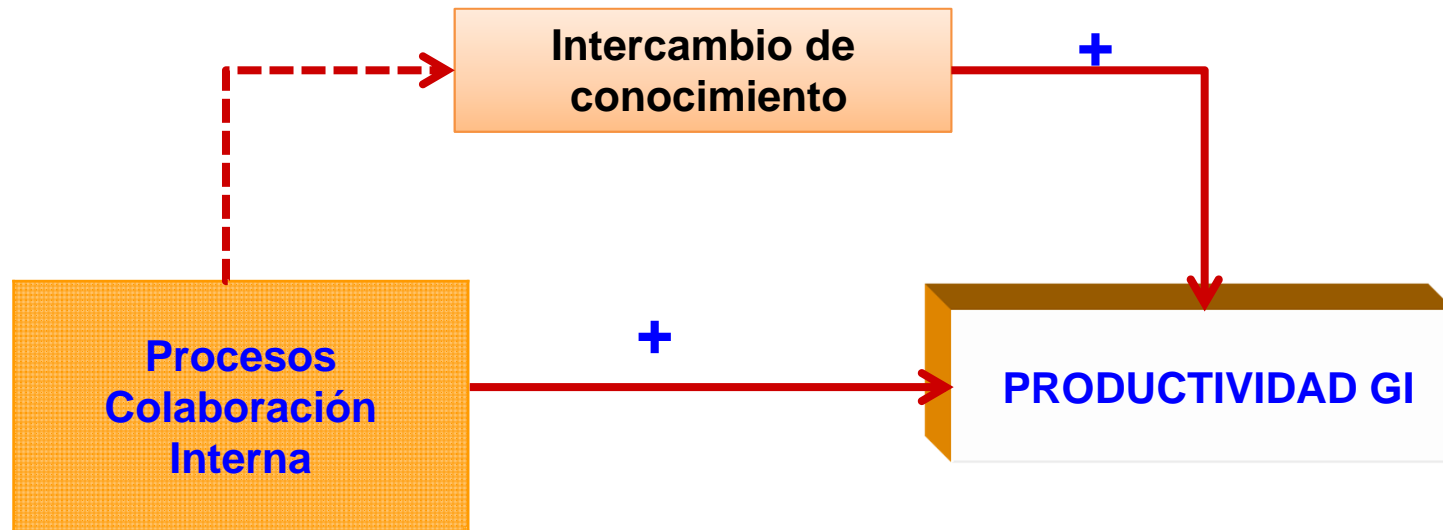 Intercambio de
conocimiento
+
+
Procesos
Colaboración
Interna
PRODUCTIVIDAD GI